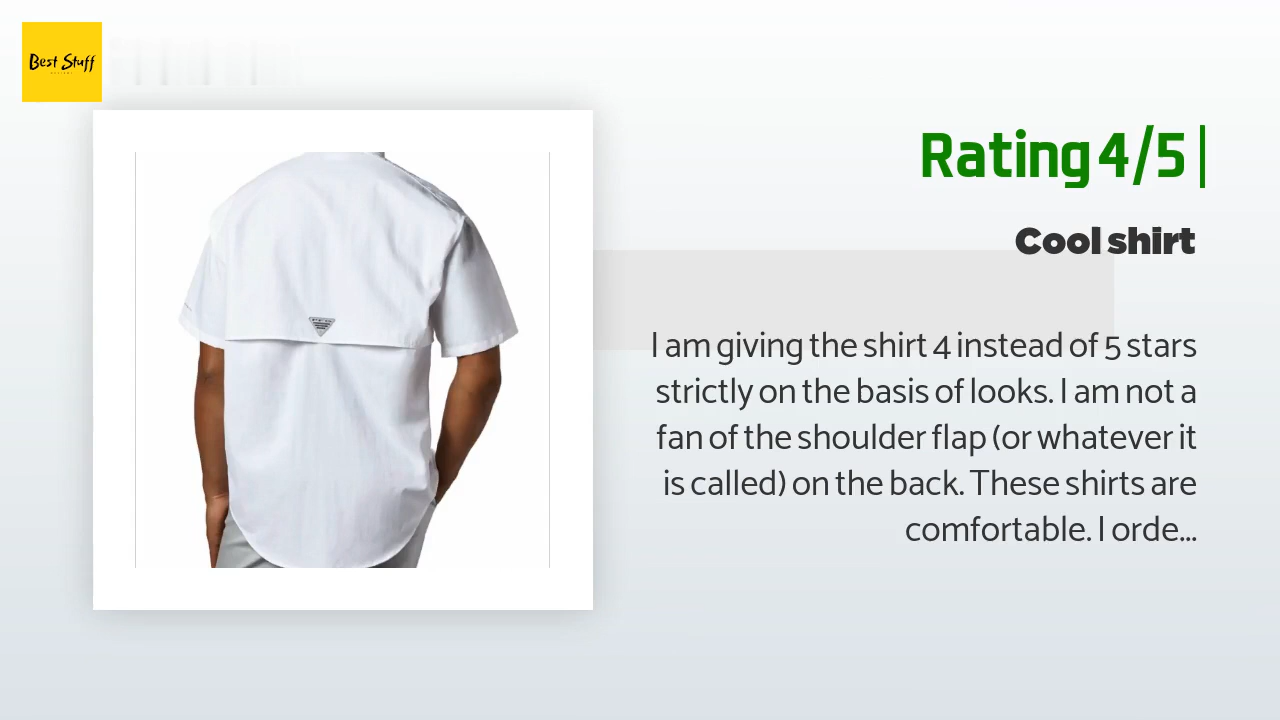 Best Stuff
Rating 4/5
Cool shirt
I am giving the shirt 4 instead of 5 stars
strictly on the basis of looks. I am not a
fan of the shoulder flap (or whatever it
is called) on the back. These shirts are
comfortable. I orde...